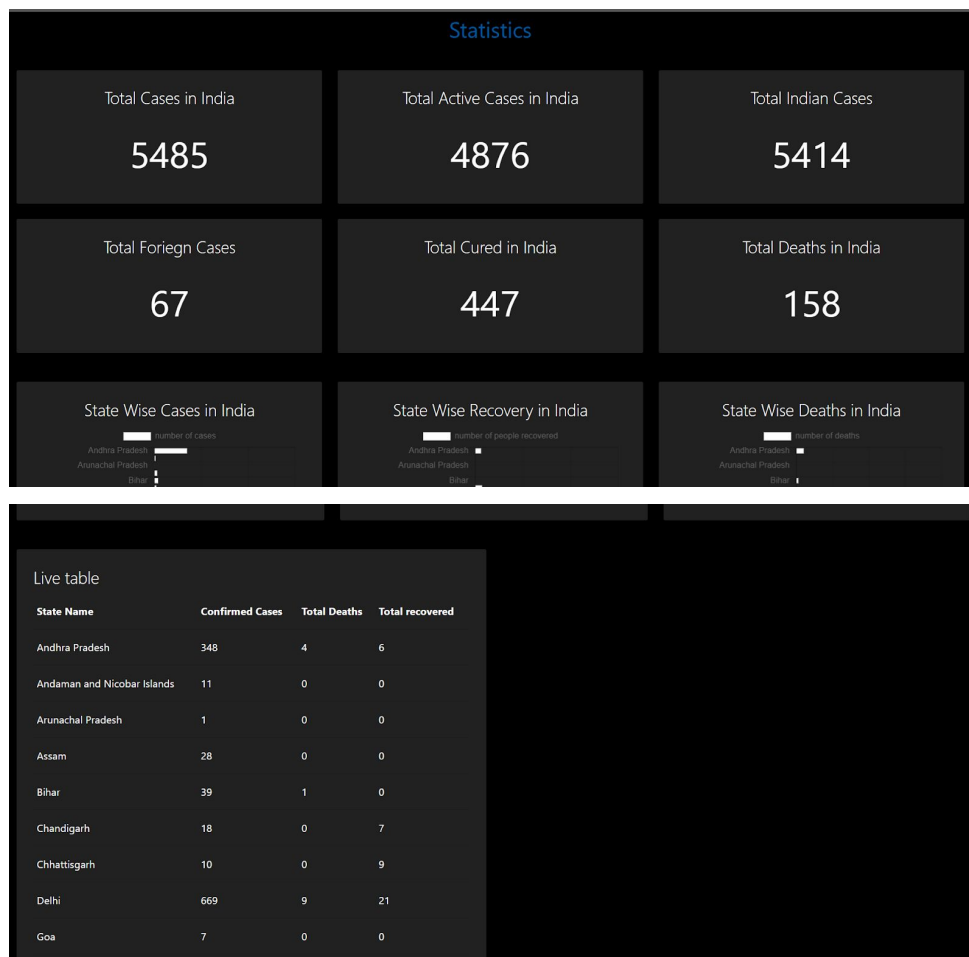 Statistics
Total Cases in India
Total Active Cases in India
Total Indian Cases
5485
4876
5414
Total Foriegn Cases
Total Cured in India
Total Deaths in India
67
447
158
State Wise Cases in India
State Wise Recovery in India
State Wise Deaths in India
number of cases
number of people recovered
number of deaths
Andhra Pradesh
Andhra Pradesh
Andhra Pradesh
Arunachal Pradesh
Arunachal Pradesh
Arunachal Pradesh
Bihar
Bihar
Bihar
Live table
State Name Confirmed Cases Total Deaths Total recovered
Andhra Pradesh 348 4 6
Andaman and Nicobar Islands 11 0 0
Arunachal Pradesh 1 0 0
Assam 28 0 0
Bihar 39 1 0
Chandigarh 18 0 7
Chhattisgarh 10 0 9
Delhi 669 9 21
Goa 7 0 0